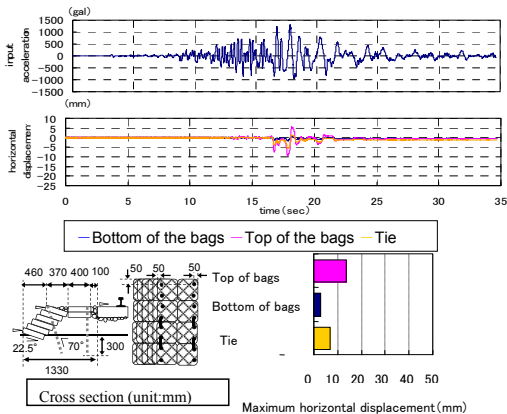 (gal)
1500
1000
500
0
-500
-1000
-1500
input
acceleration
(mm)
10
5
0
-5
-10
-15
-20
-25
horizontal
displacement
0 5 10 15 20 25 30 35
time(sec)
Bottom of the bags Top of the bags Tie
460 370 400 100
50 50 50
22.5°
70°
300
1330
Cross section (unit:mm)
Top of bags
Bottom of bags
Tie
0 10 20 30 40 50
Maximum horizontal displacement(mm)